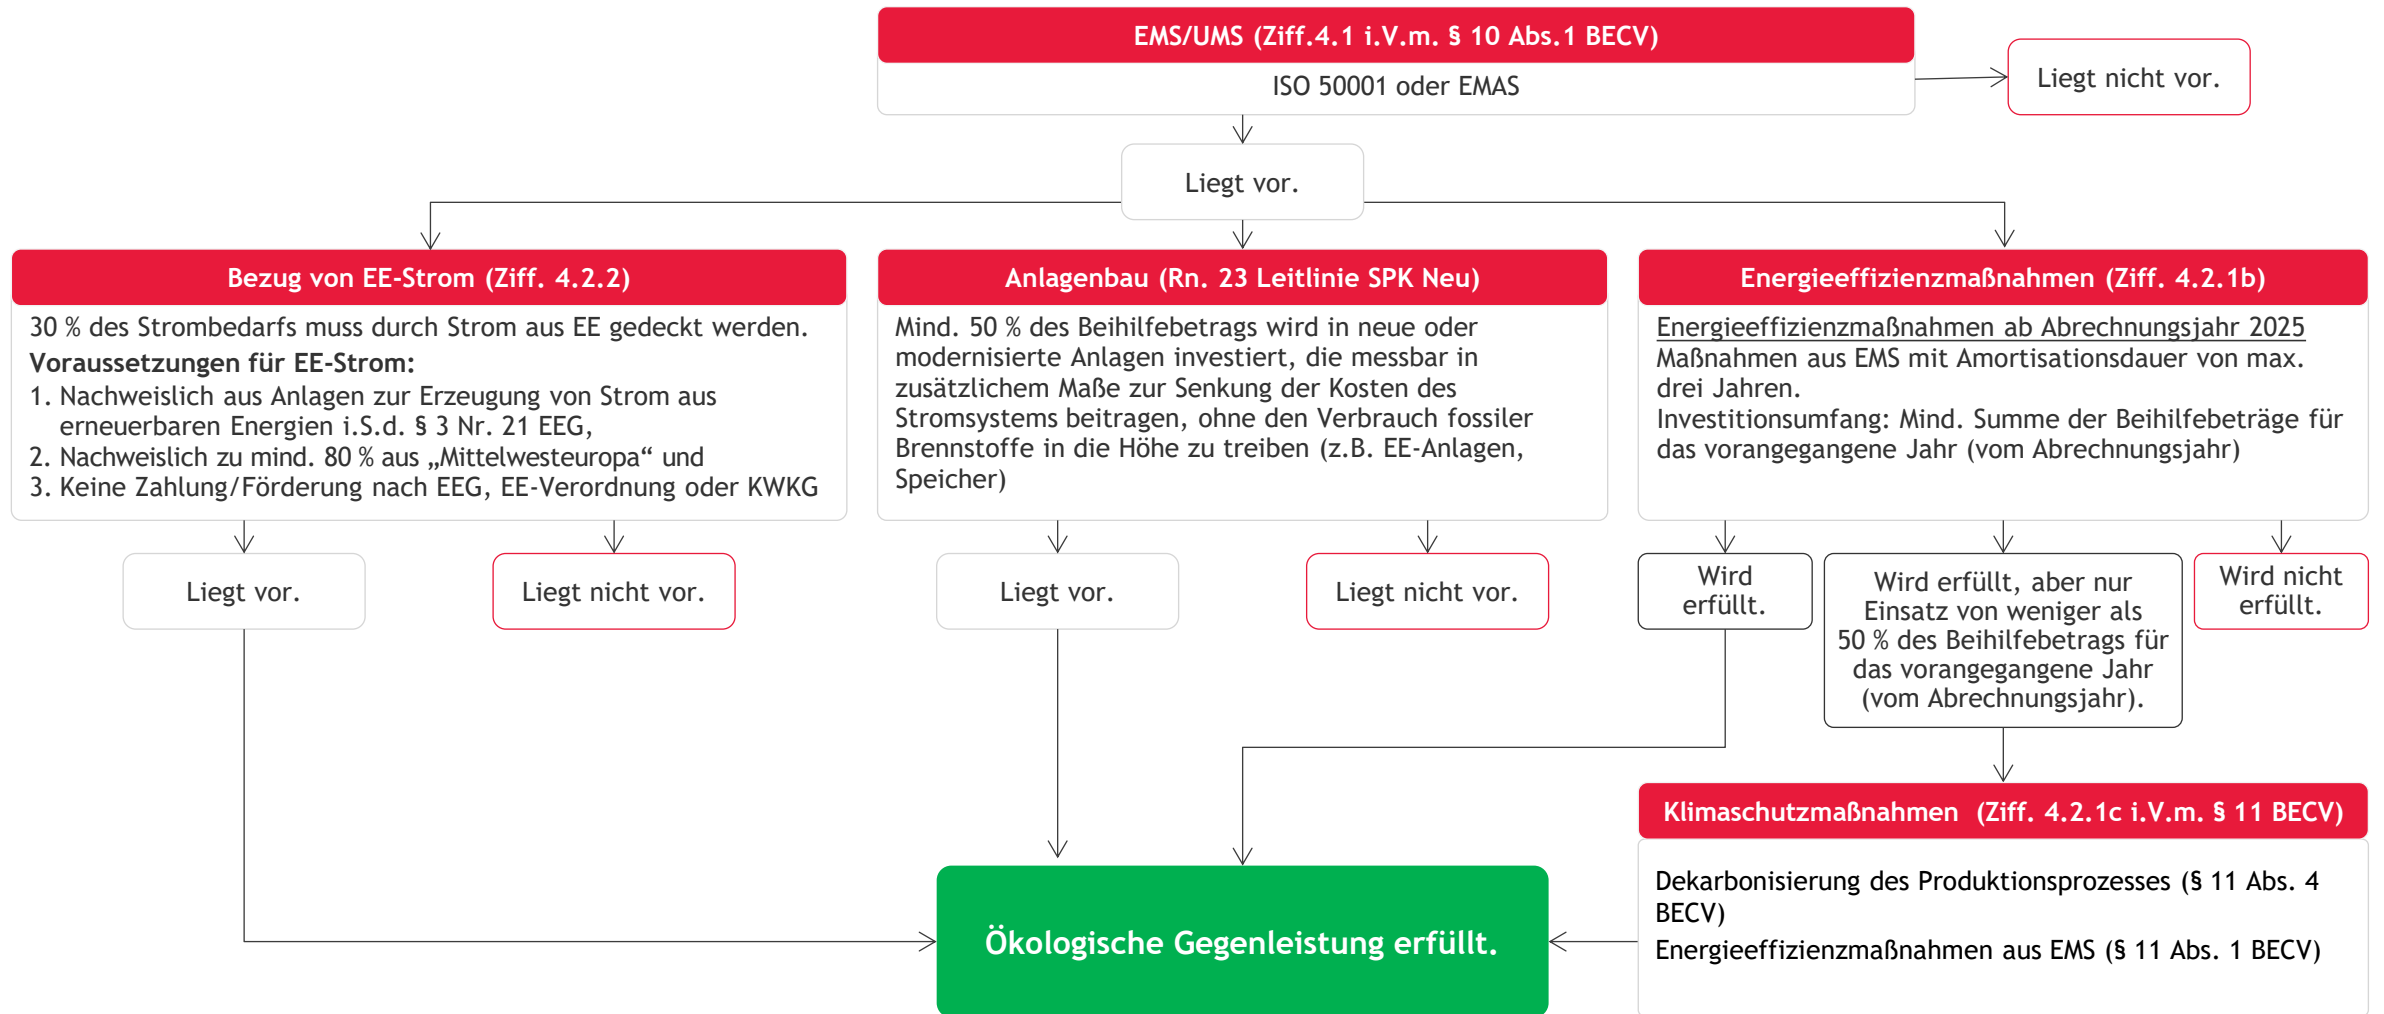 EMS/UMS (Ziff.4.1 i.V.m. § 10 Abs.1 BECV)
ISO 50001 oder EMAS
Liegt nicht vor.
Liegt vor.
Bezug von EE-Strom (Ziff. 4.2.2)
30 % des Strombedarfs muss durch Strom aus EE gedeckt werden.
Voraussetzungen für EE-Strom:
1. Nachweislich aus Anlagen zur Erzeugung von Strom aus
erneuerbaren Energien i.S.d. § 3 Nr. 21 EEG,
2. Nachweislich zu mind. 80 % aus „Mittelwesteuropa“ und
3. Keine Zahlung/Förderung nach EEG, EE-Verordnung oder KWKG
Liegt vor.
Liegt nicht vor.
Anlagenbau (Rn. 23 Leitlinie SPK Neu)
Mind. 50 % des Beihilfebetrags wird in neue oder
modernisierte Anlagen investiert, die messbar in
zusätzlichem Maße zur Senkung der Kosten des
Stromsystems beitragen, ohne den Verbrauch fossiler
Brennstoffe in die Höhe zu treiben (z.B. EE-Anlagen,
Speicher)
Liegt vor.
Liegt nicht vor.
Energieeffizienzmaßnahmen (Ziff. 4.2.1b)
Energieeffizienzmaßnahmen ab Abrechnungsjahr 2025
Maßnahmen aus EMS mit Amortisationsdauer von max.
drei Jahren.
Investitionsumfang: Mind. Summe der Beihilfebeträge für
das vorangegangene Jahr (vom Abrechnungsjahr)
Wird
erfüllt.
Wird erfüllt, aber nur
Einsatz von weniger als
50 % des Beihilfebetrags für
das vorangegangene Jahr
(vom Abrechnungsjahr).
Wird nicht
erfüllt.
Klimaschutzmaßnahmen (Ziff. 4.2.1c i.V.m. § 11 BECV)
Dekarbonisierung des Produktionsprozesses (§ 11 Abs. 4
BECV)
Energieeffizienzmaßnahmen aus EMS (§ 11 Abs. 1 BECV)
Ökologische Gegenleistung erfüllt.